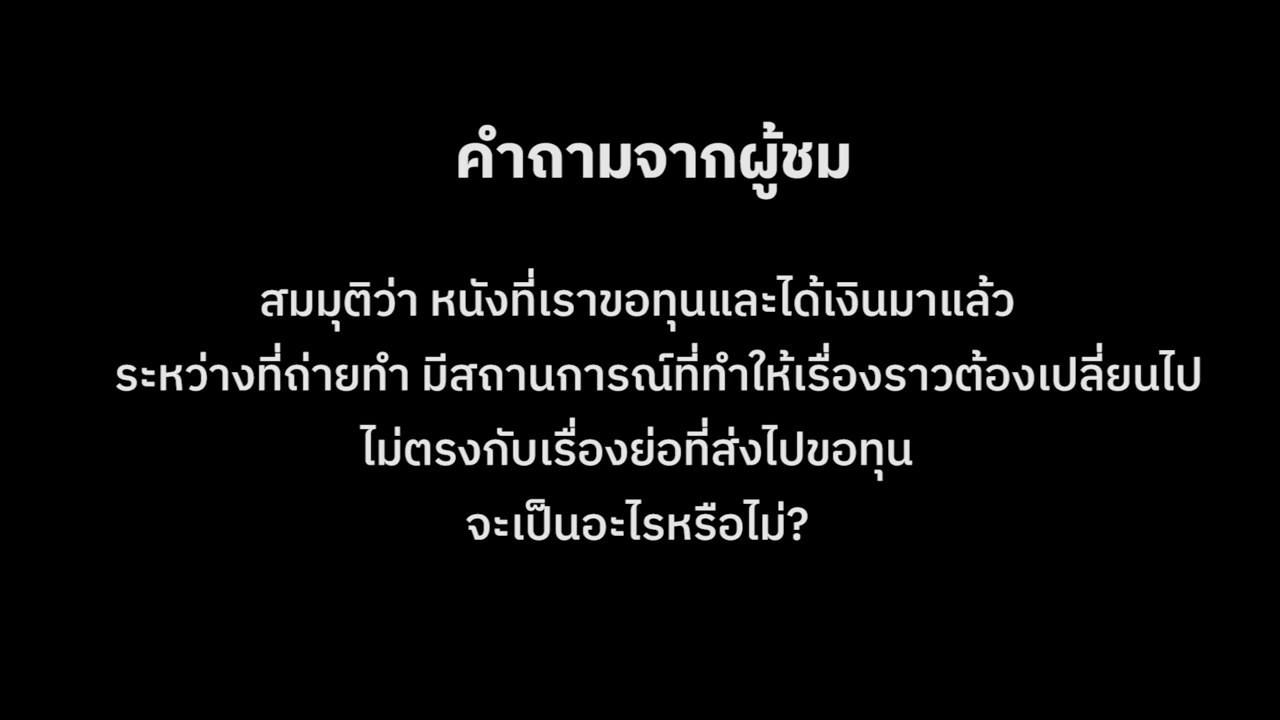 คำถามจากผู้ชม
สมมุติว่า หนังที่เราขอทุนและได้เงินมาแล้ว
ระหว่างที่ถ่ายทำ มีสถานการณ์ที่ทำให้เรื่องราวต้องเปลี่ยนไป
ไม่ตรงกับเรื่องย่อที่ส่งไปขอทุน
จะเป็นอะไรหรือไม่?